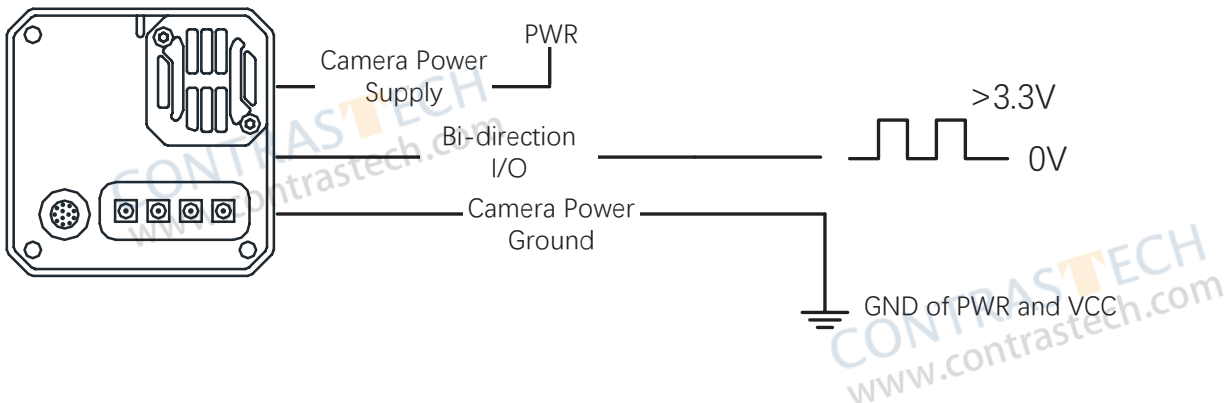 PWR
Camera Power
Supply
>3.3V
Bi-direction
I/O
0V
Camera Power
Ground
GND of PWR and VCC
CONTRASTECH
www.contrastech.com
CONTRASTECH
www.contrastech.com